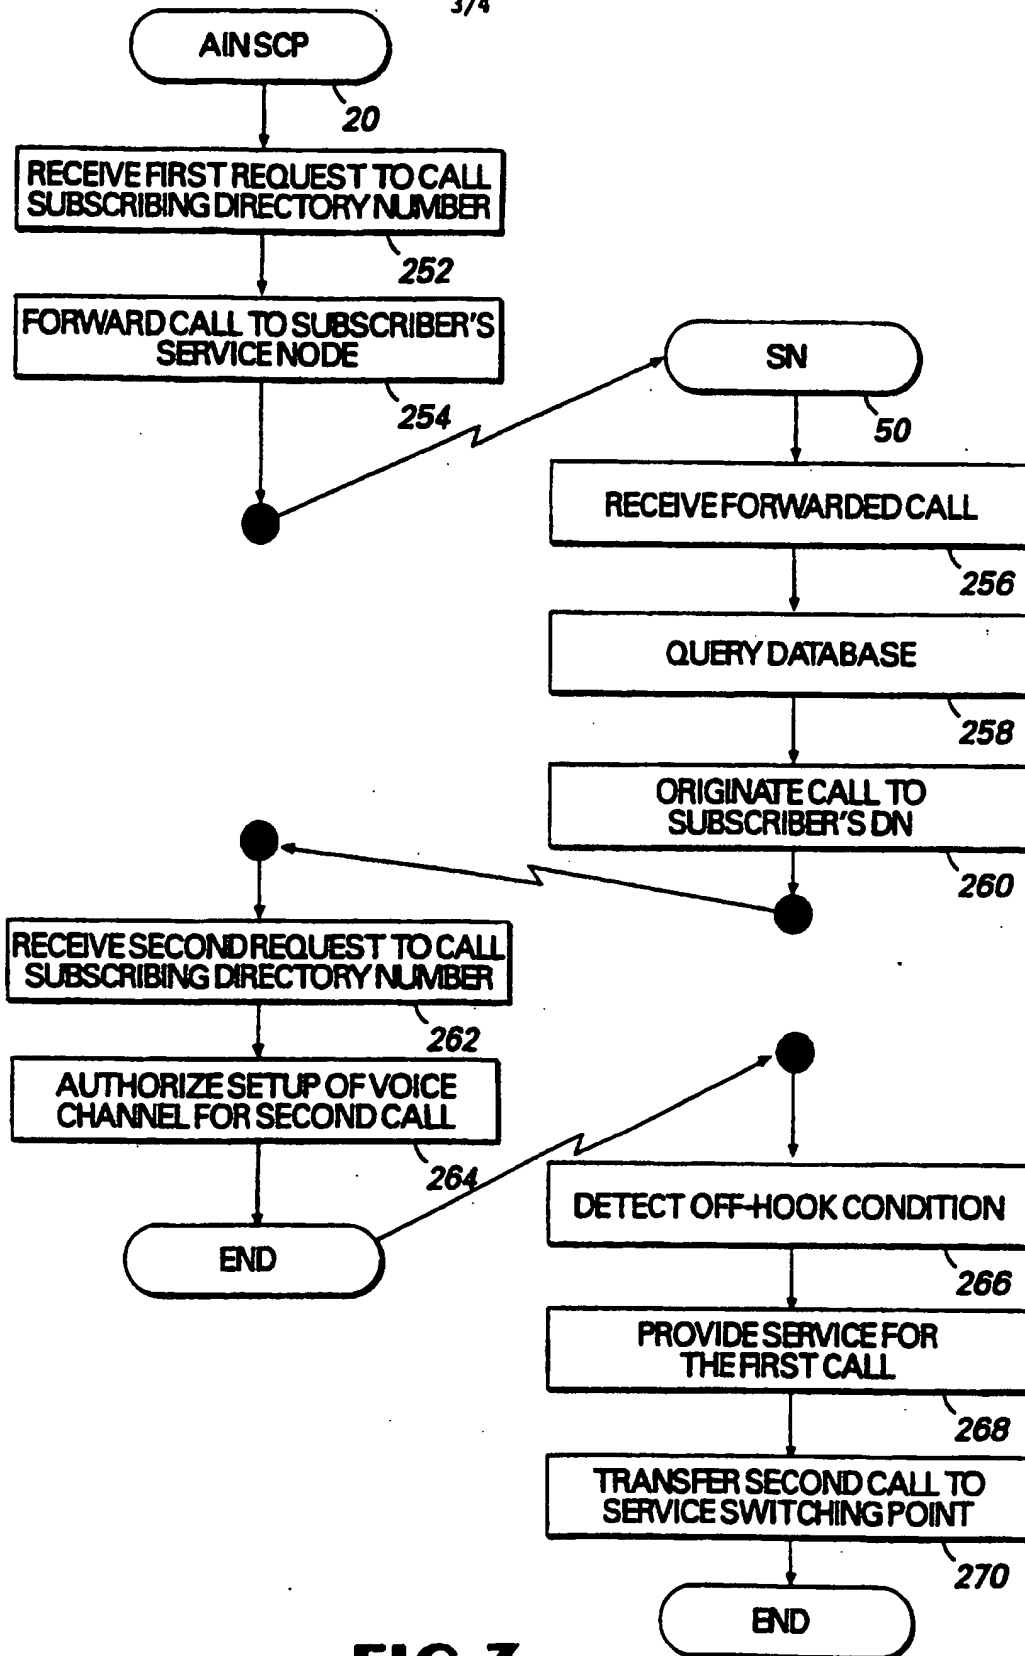 3/4
AIN SCP
20
RECEIVE FIRST REQUEST TO CALL
SUBSCRIBING DIRECTORY NUMBER
252
FORWARD CALL TO SUBSCRIBER'S
SERVICE NODE
254
SN
50
RECEIVE FORWARDED CALL
256
QUERY DATABASE
258
ORIGINATE CALL TO
SUBSCRIBER'S DN
260
RECEIVE SECOND REQUEST TO CALL
SUBSCRIBING DIRECTORY NUMBER
262
AUTHORIZE SETUP OF VOICE
CHANNEL FOR SECOND CALL
264
END
DETECT OFF-HOOK CONDITION
266
PROVIDE SERVICE FOR
THE FIRST CALL
268
TRANSFER SECOND CALL TO
SERVICE SWITCHING POINT
270
END
FIG 3